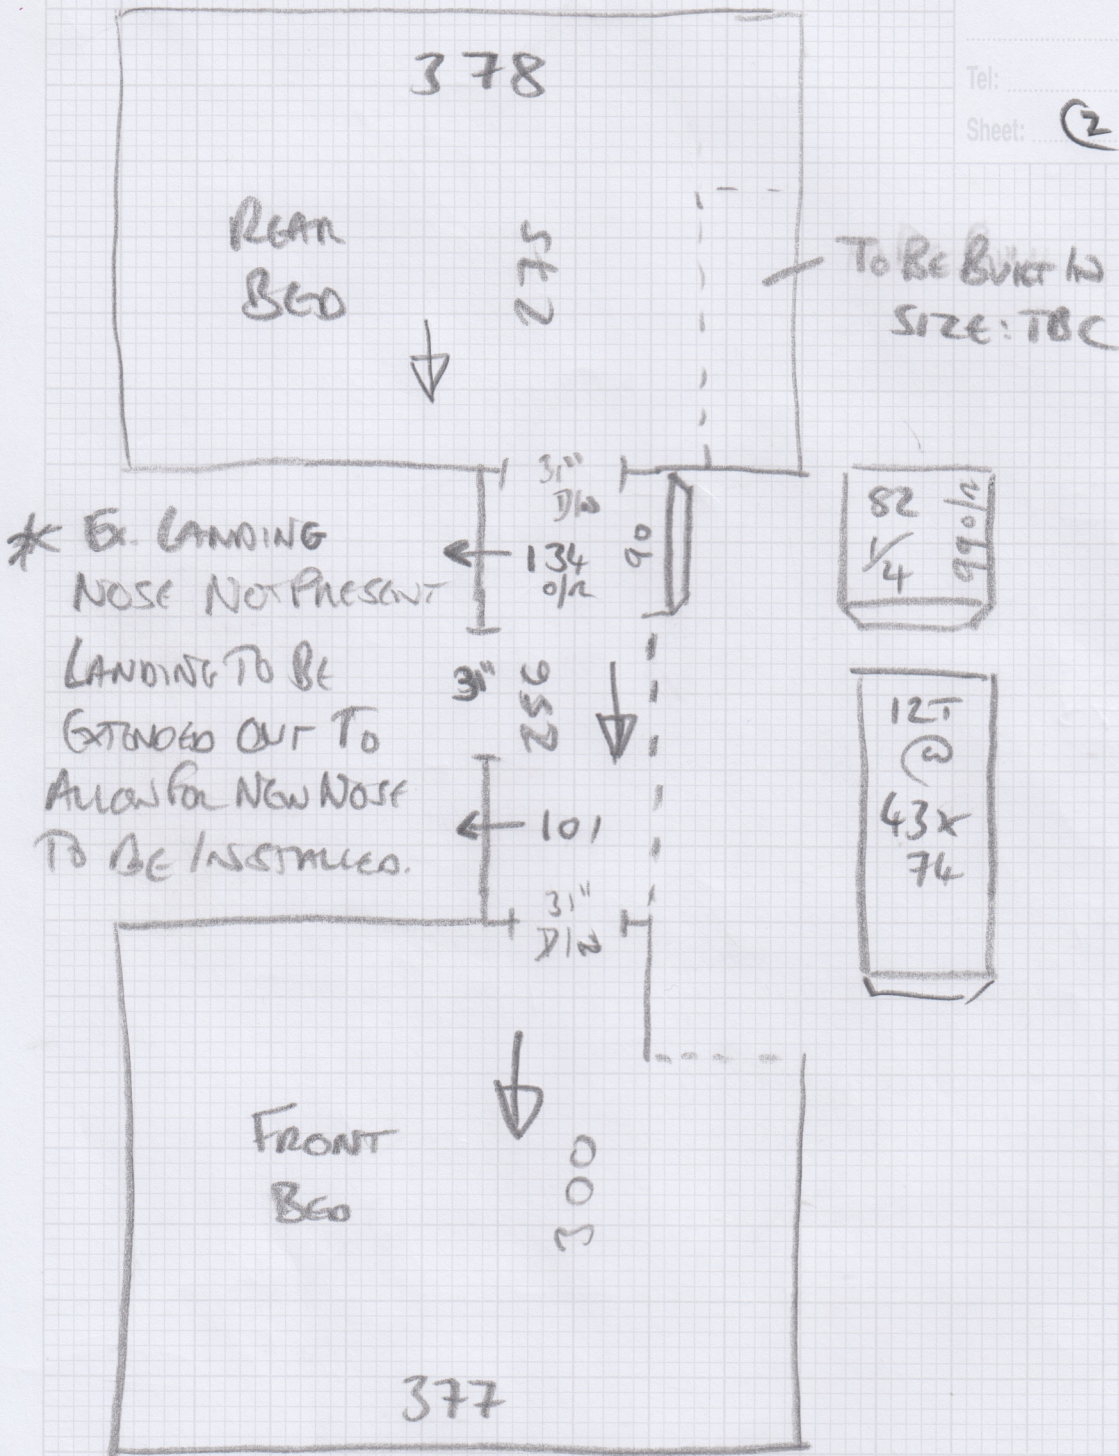 Tel:
Sheet: 2
378
REAR
BED
275
TO BE BUILT IN
SIZE: TBC
31"
D/W
134
O/R
90
82
1/4
99 O/R
* EX. LANDING
NOSE NOT PRESENT
LANDING TO BE
EXTENDED OUT TO
ALLOW FOR NEW NOSE
TO BE INSTALLED.
31"
256
101
12T
@
43x
74
31"
D/W
FRONT
BED
300
377